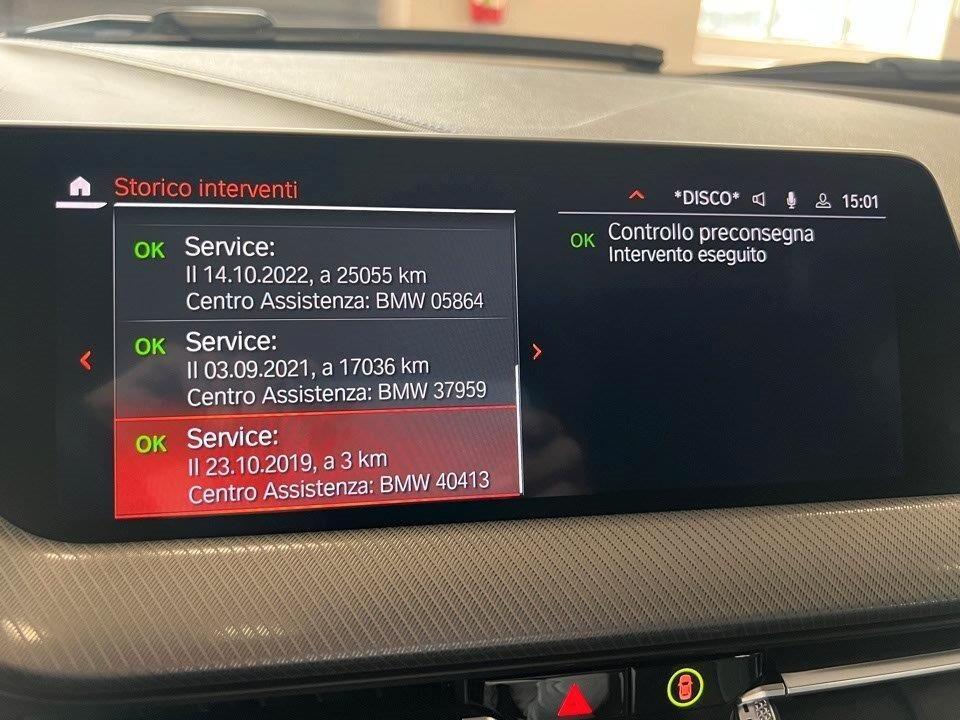 Storico interventi
*DISCO* 15:01
OK Service:
Il 14.10.2022, a 25055 km
Centro Assistenza: BMW 05864
OK Service:
Il 03.09.2021, a 17036 km
Centro Assistenza: BMW 37959
OK Service:
Il 23.10.2019, a 3 km
Centro Assistenza: BMW 40413
OK Controllo preconsegna
Intervento eseguito